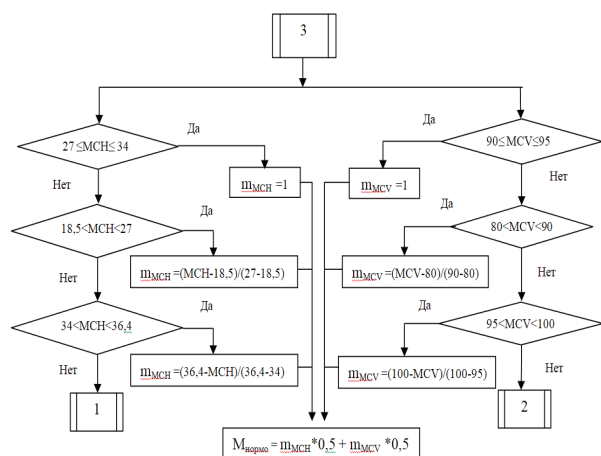 3
Да
Да
27 ≤MCH≤ 34
90≤MCV≤95
Нет
m_MCH =1
m_MCV =1
Нет
Да
Да
18,5<MCH<27
80<MCV<90
Нет
m_MCH =(MCH-18,5)/(27-18,5)
m_MCV =(MCV-80)/(90-80)
Нет
Да
Да
34<MCH<36,4
95<MCV<100
Нет
m_MCH =(36,4-MCH)/(36,4-34)
m_MCV =(100-MCV)/(100-95)
Нет
1
2
M_нормо = m_MCH*0,5 + m_MCV *0,5